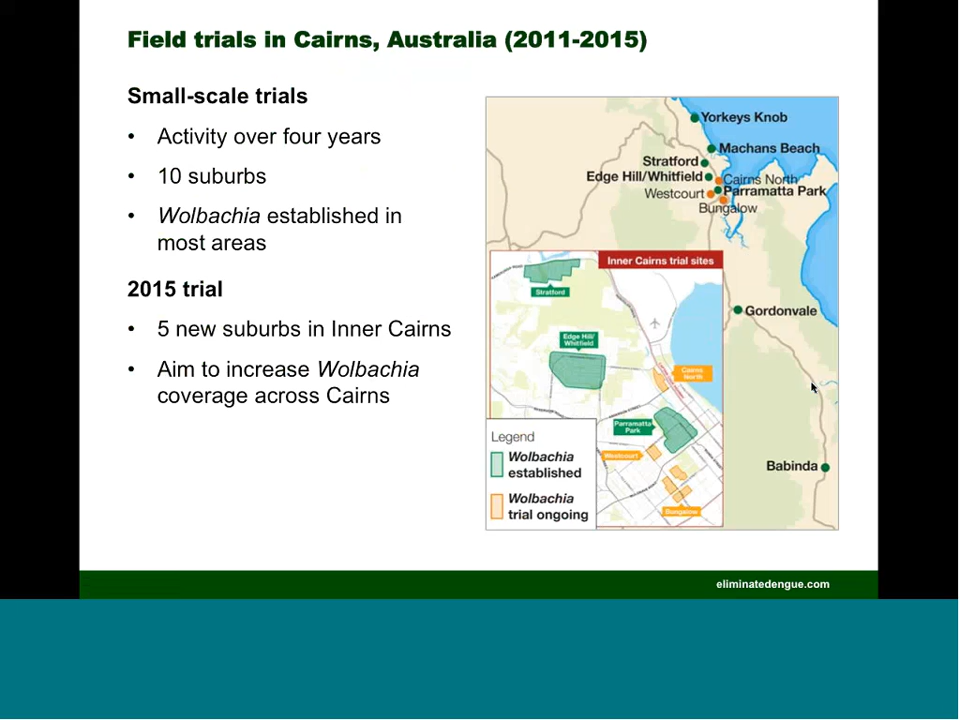 Field trials in Cairns, Australia (2011-2015)
Small-scale trials
• Activity over four years
• 10 suburbs
• Wolbachia established in
most areas
2015 trial
• 5 new suburbs in Inner Cairns
• Aim to increase Wolbachia
coverage across Cairns
Yorkeys Knob
Machans Beach
Stratford
Edge Hill/Whitfield
Cairns North
Westcourt
Parramatta Park
Bungalow
Inner Cairns trial sites
Stratford
Edge Hill/
Whitfield
Cairns
North
Parramatta
Park
Westcourt
Bungalow
Gordonvale
Babinda
Legend
Wolbachia
established
Wolbachia
trial ongoing
eliminatedengue.com